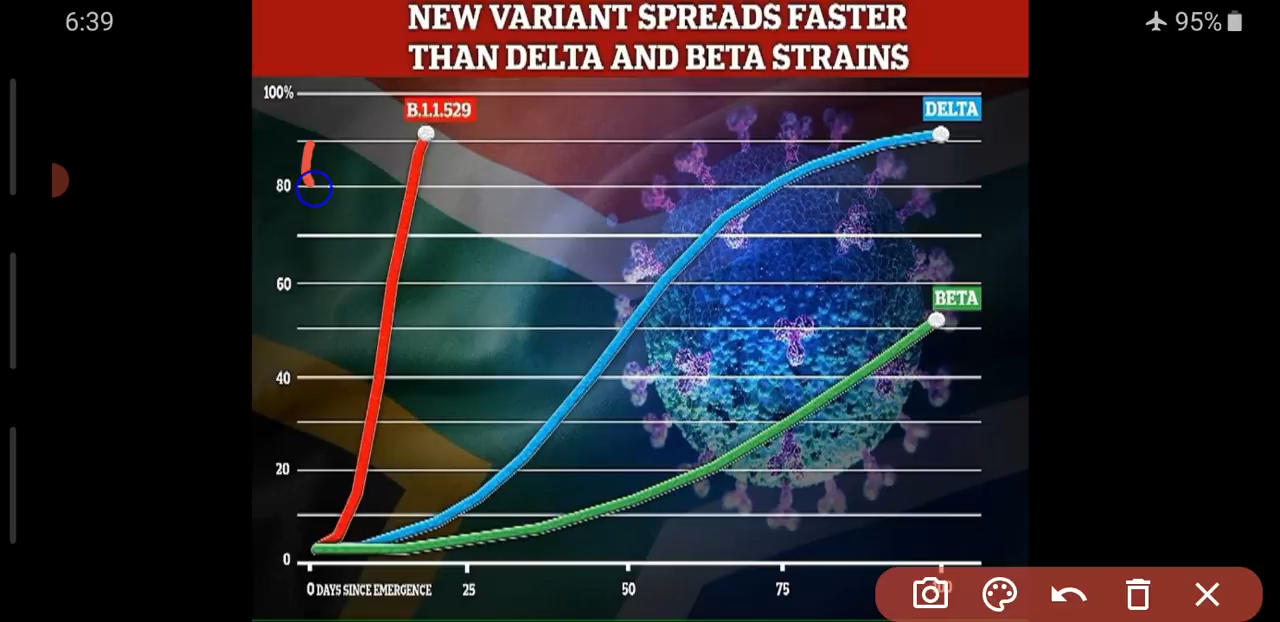 6:39
95%
NEW VARIANT SPREADS FASTER
THAN DELTA AND BETA STRAINS
100%
B.1.1.529
DELTA
80
60
BETA
40
20
0
0 DAYS SINCE EMERGENCE 25 50 75